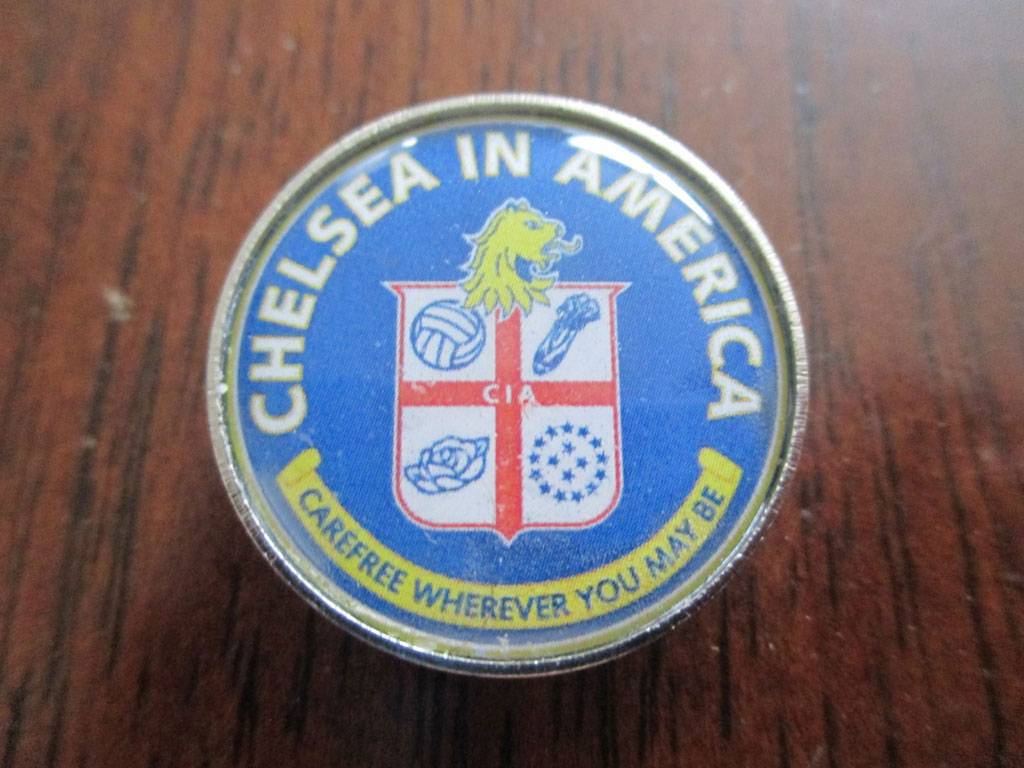 CHELSEA IN AMERICA
CIA
CAREFREE WHEREVER YOU MAY BE